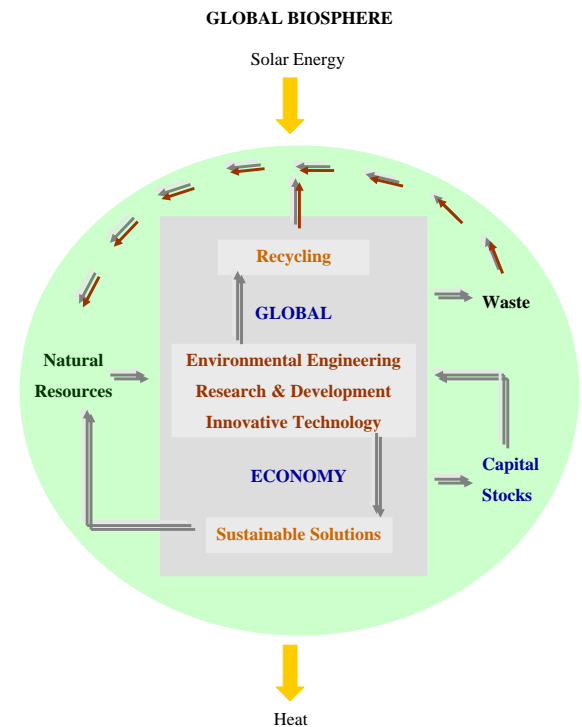 GLOBAL BIOSPHERE
Solar Energy
Recycling
Waste
GLOBAL
Natural
Resources
Environmental Engineering
Research & Development
Innovative Technology
ECONOMY
Capital
Stocks
Sustainable Solutions
Heat